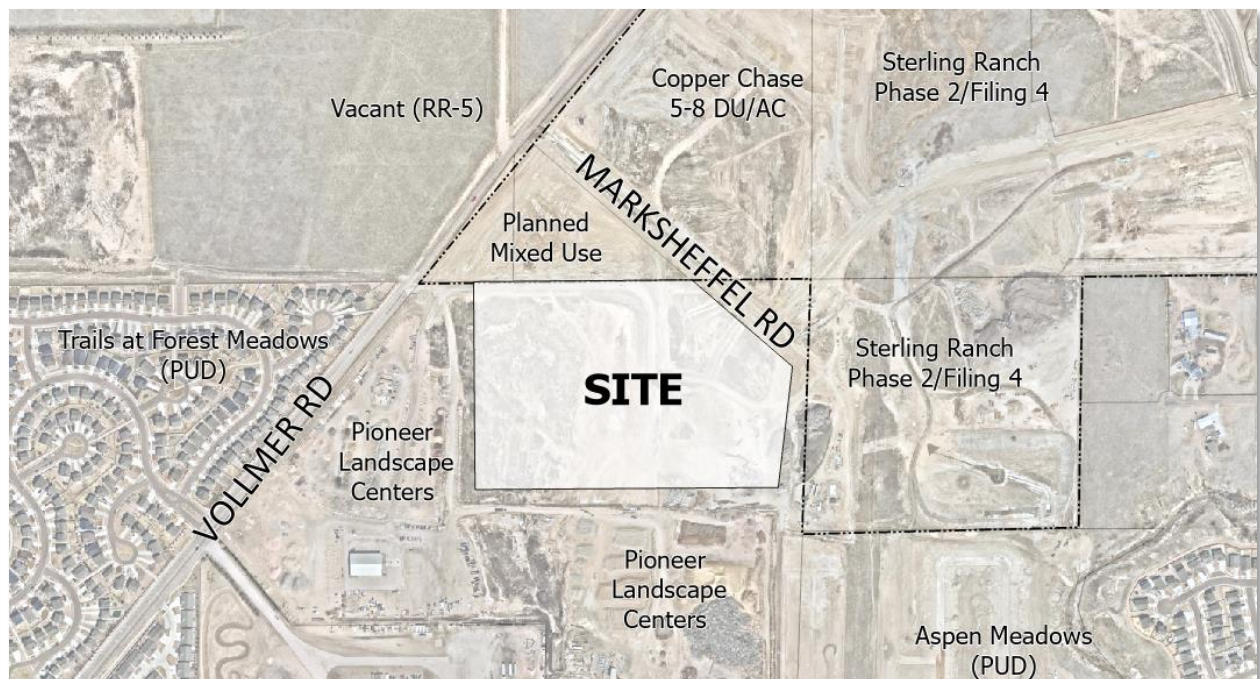 Vacant (RR-5)
Copper Chase
5-8 DU/AC
Sterling Ranch
Phase 2/Filing 4
MARKSHEFFEL RD
Planned
Mixed Use
Trails at Forest Meadows
(PUD)
VOLLMER RD
SITE
Sterling Ranch
Phase 2/Filing 4
Pioneer
Landscape
Centers
Pioneer
Landscape
Centers
Aspen Meadows
(PUD)